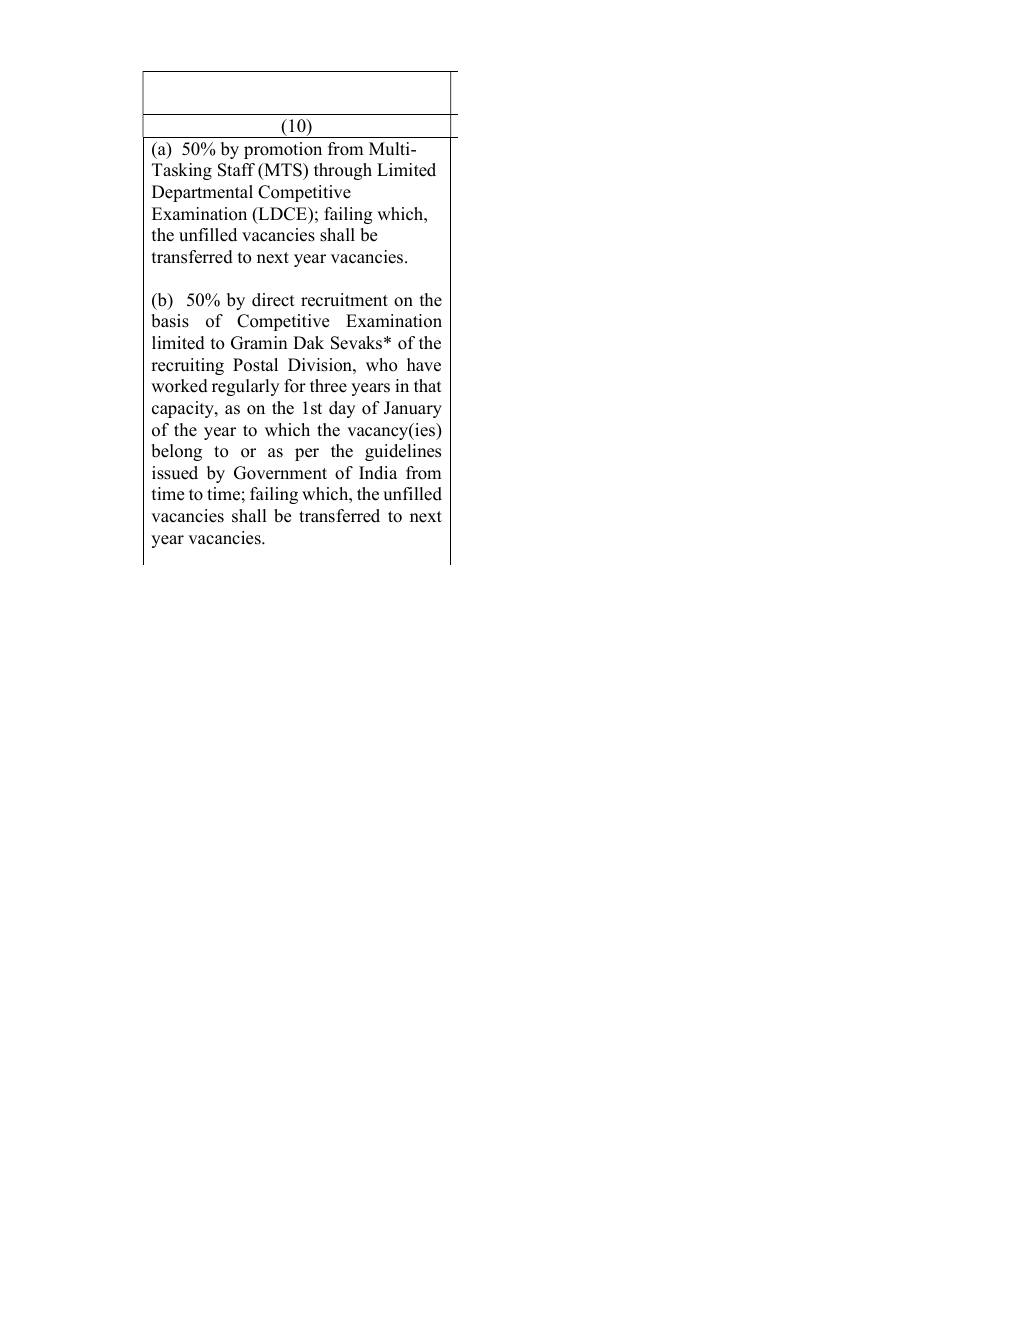 (10)
(a) 50% by promotion from Multi-
Tasking Staff (MTS) through Limited
Departmental Competitive
Examination (LDCE); failing which,
the unfilled vacancies shall be
transferred to next year vacancies.
(b) 50% by direct recruitment on the
basis of Competitive Examination
limited to Gramin Dak Sevaks* of the
recruiting Postal Division, who have
worked regularly for three years in that
capacity, as on the 1st day of January
of the year to which the vacancy(ies)
belong to or as per the guidelines
issued by Government of India from
time to time; failing which, the unfilled
vacancies shall be transferred to next
year vacancies.